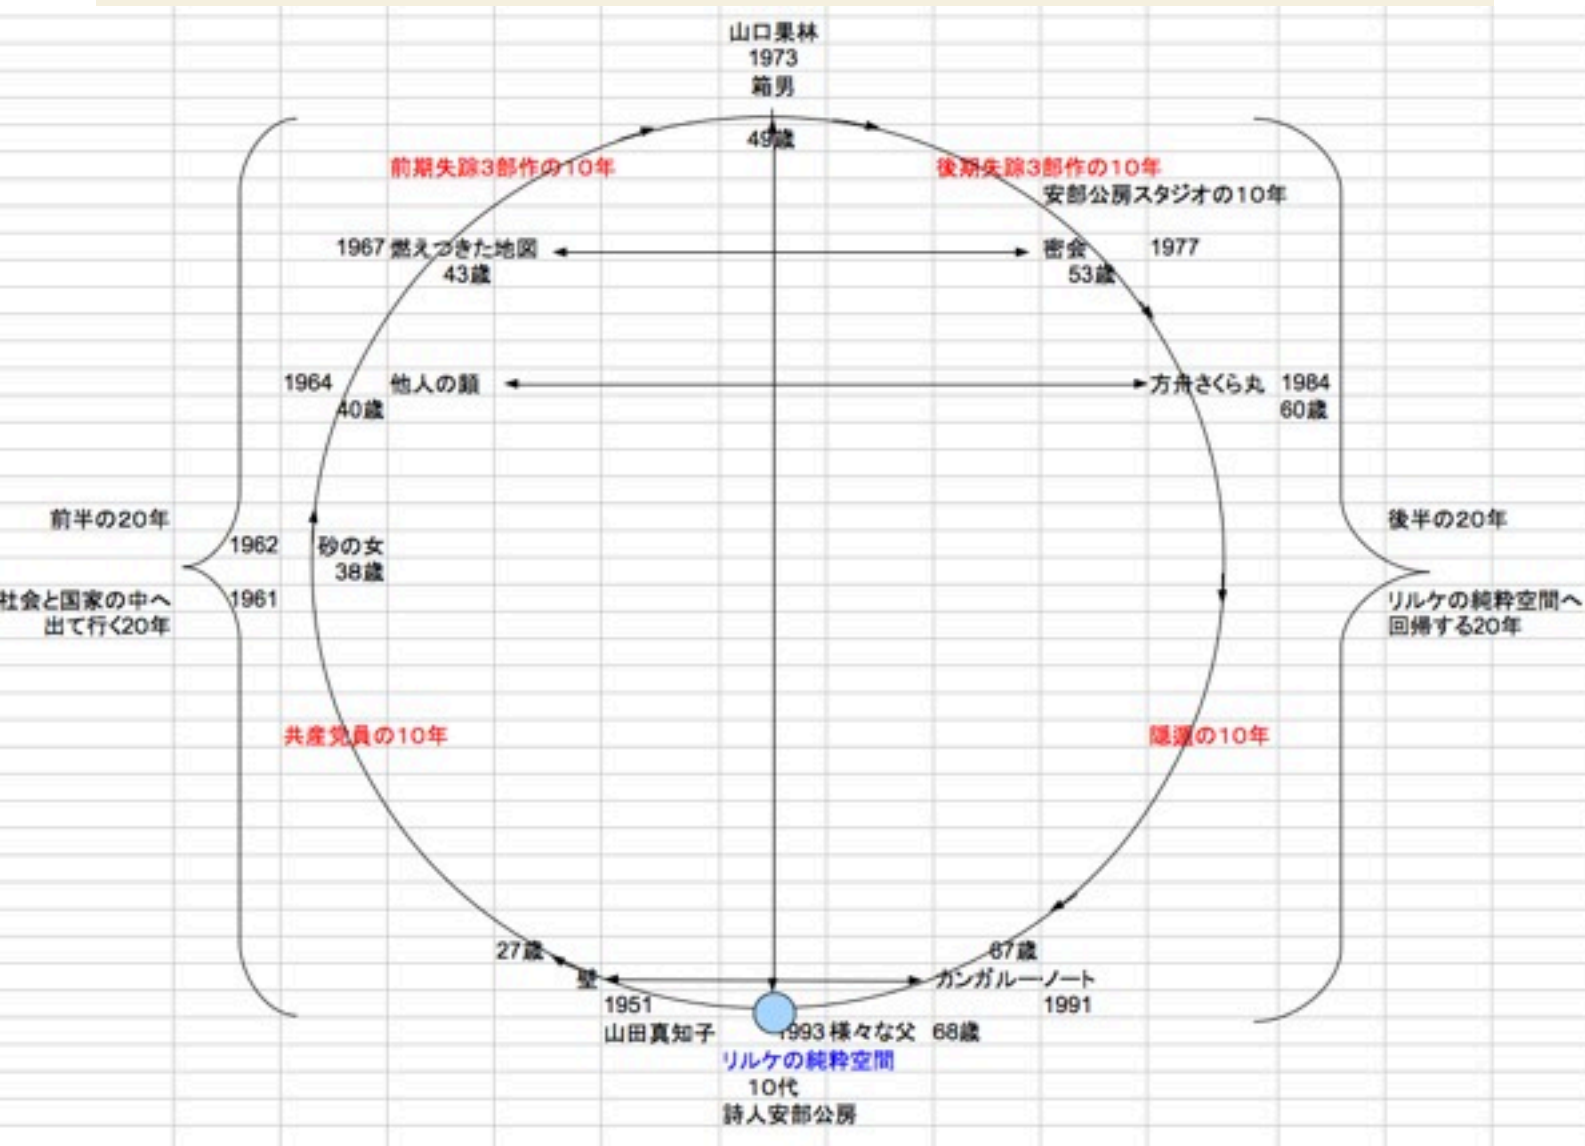 山口果林
1973
箱男
49歳
前期失踪3部作の10年
後期失踪3部作の10年
安部公房スタジオの10年
1967 燃えつきた地図
43歳
密会 1977
53歳
1964 他人の顔
40歳
方舟さくら丸 1984
60歳
前半の20年
後半の20年
1962 砂の女
38歳
社会と国家の中へ
出て行く20年
1961
リルケの純粋空間へ
回帰する20年
共産党員の10年
隠遁の10年
27歳
67歳
壁
カンガルーノート
1951
1991
山田真知子
1993 様々な父 68歳
リルケの純粋空間
10代
詩人安部公房